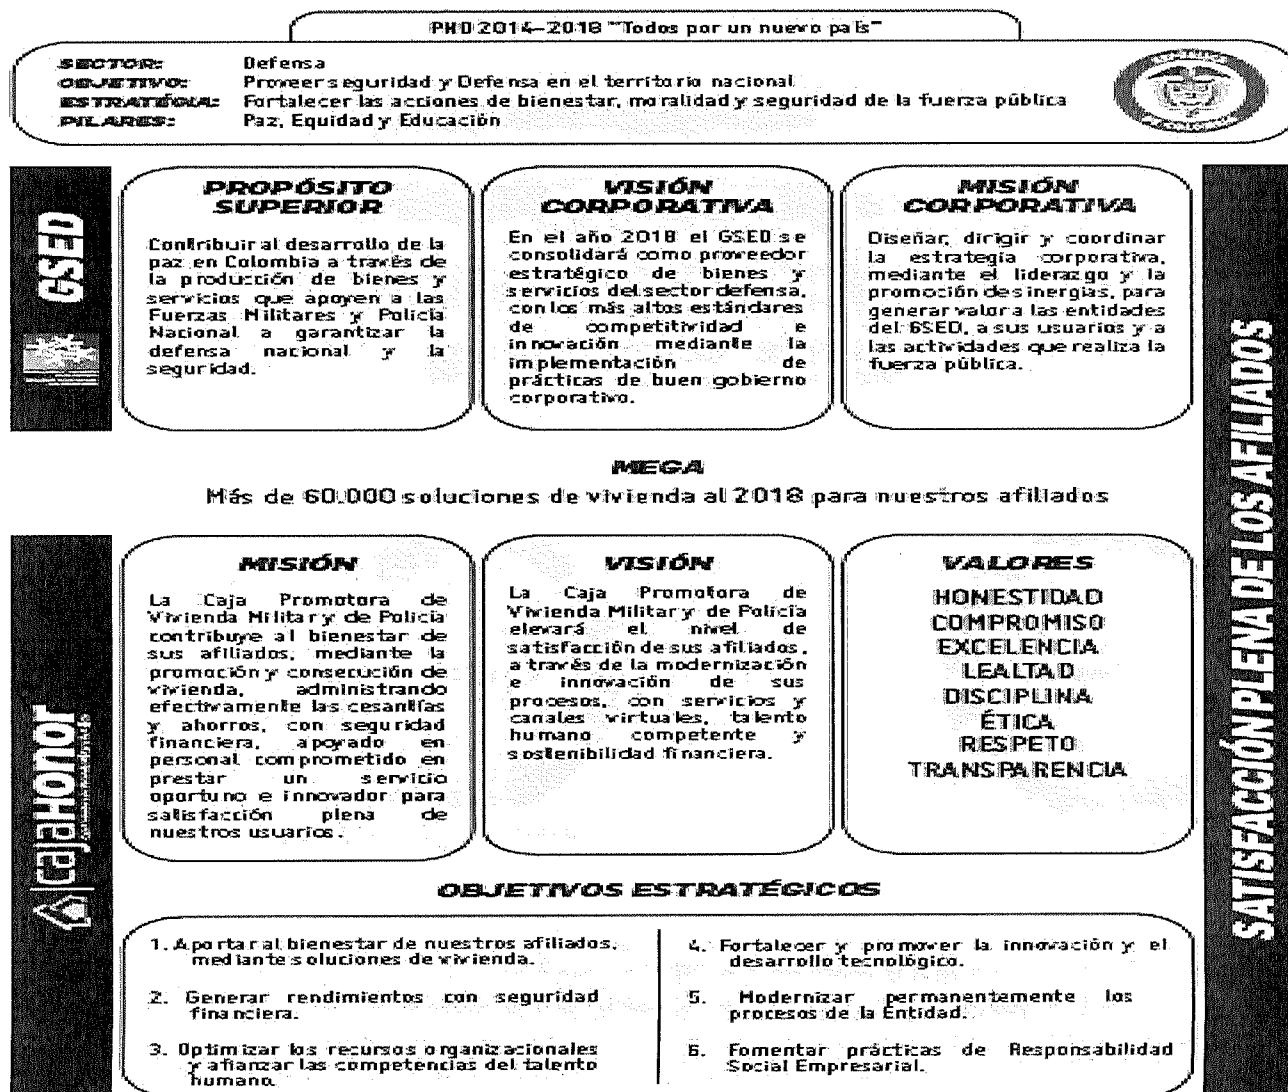 PND 2014-2018 "Todos por un nuevo país"
SECTOR: Defensa
OBJETIVO: Proveer seguridad y Defensa en el territorio nacional
ESTRATÉGIA: Fortalecer las acciones de bienestar, moralidad y seguridad de la fuerza pública
PILARES: Paz, Equidad y Educación
GSED
PROPÓSITO
SUPERIOR
Contribuir al desarrollo de la
paz en Colombia a través de
la producción de bienes y
servicios que apoyen a las
Fuerzas Militares y Policía
Nacional a garantizar la
defensa nacional y la
seguridad.
VISIÓN
CORPORATIVA
En el año 2018 el GSED se
consolidará como proveedor
estratégico de bienes y
servicios del sector defensa,
con los más altos estándares
de competitividad e
innovación mediante la
implementación de
prácticas de buen gobierno
corporativo.
MISIÓN
CORPORATIVA
Diseñar, dirigir y coordinar
la estrategia corporativa,
mediante el liderazgo y la
promoción de sinergias, para
generar valor a las entidades
del GSED, a sus usuarios y a
las actividades que realiza la
fuerza pública.
MEGA
Más de 60.000 soluciones de vivienda al 2018 para nuestros afiliados
cajaHonor
MISIÓN
La Caja Promotora de
Vivienda Militar y de Policía
contribuye al bienestar de
sus afiliados, mediante la
promoción y consecución de
vivienda, administrando
efectivamente las cesantías
y ahorros, con seguridad
financiera, apoyado en
personal comprometido en
prestar un servicio
oportuno e innovador para
satisfacción plena de
nuestros usuarios.
VISIÓN
La Caja Promotora de
Vivienda Militar y de Policía
elevará el nivel de
satisfacción de sus afiliados,
a través de la modernización
e innovación de sus
procesos, con servicios y
canales virtuales, talento
humano competente y
sostenibilidad financiera.
VALORES
HONESTIDAD
COMPROMISO
EXCELENCIA
LEALTAD
DISCIPLINA
ÉTICA
RESPETO
TRANSPARENCIA
OBJETIVOS ESTRATÉGICOS
1. Aportar al bienestar de nuestros afiliados,
mediante soluciones de vivienda.
2. Generar rendimientos con seguridad
financiera.
3. Optimizar los recursos organizacionales
y afianzar las competencias del talento
humano.
4. Fortalecer y promover la innovación y el
desarrollo tecnológico.
5. Modernizar permanentemente los
procesos de la Entidad.
6. Fomentar prácticas de Responsabilidad
Social Empresarial.
SATISFACCIÓN PLENA DE LOS AFILIADOS